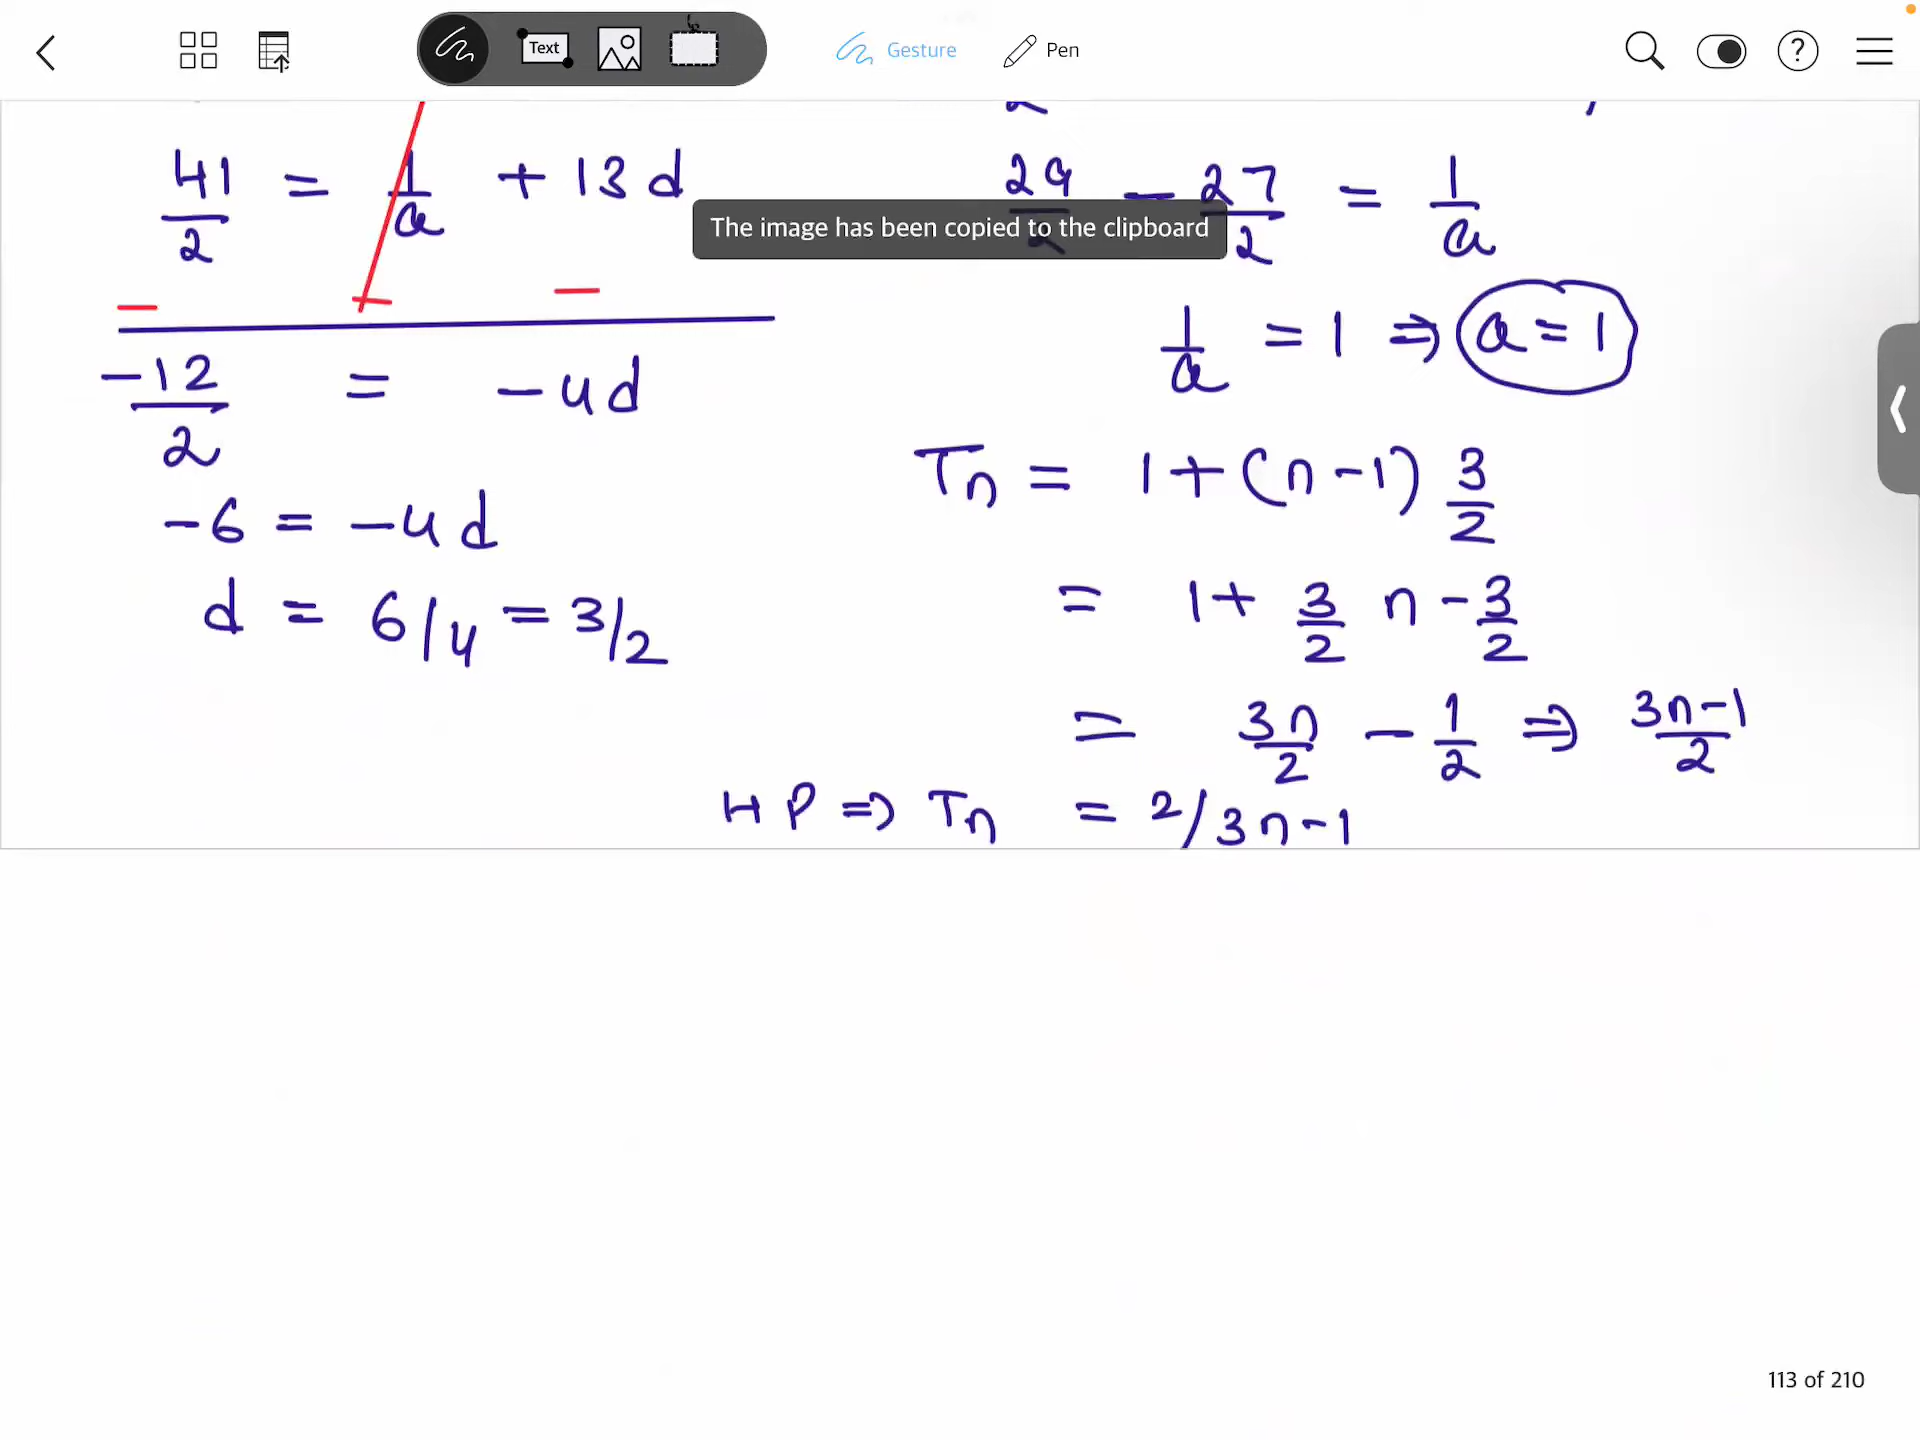 Text
Gesture
Pen
41/2 = 1/a + 13d
-12/2 = -4d
-6 = -4d
d = 6/4 = 3/2
29/2 - 27/2 = 1/a
The image has been copied to the clipboard
1/a = 1 ⇒ a = 1
Tn = 1 + (n-1) 3/2
= 1 + 3/2 n - 3/2
= 3n/2 - 1/2 ⇒ 3n-1/2
HP ⇒ Tn = 2/3n-1
113 of 210